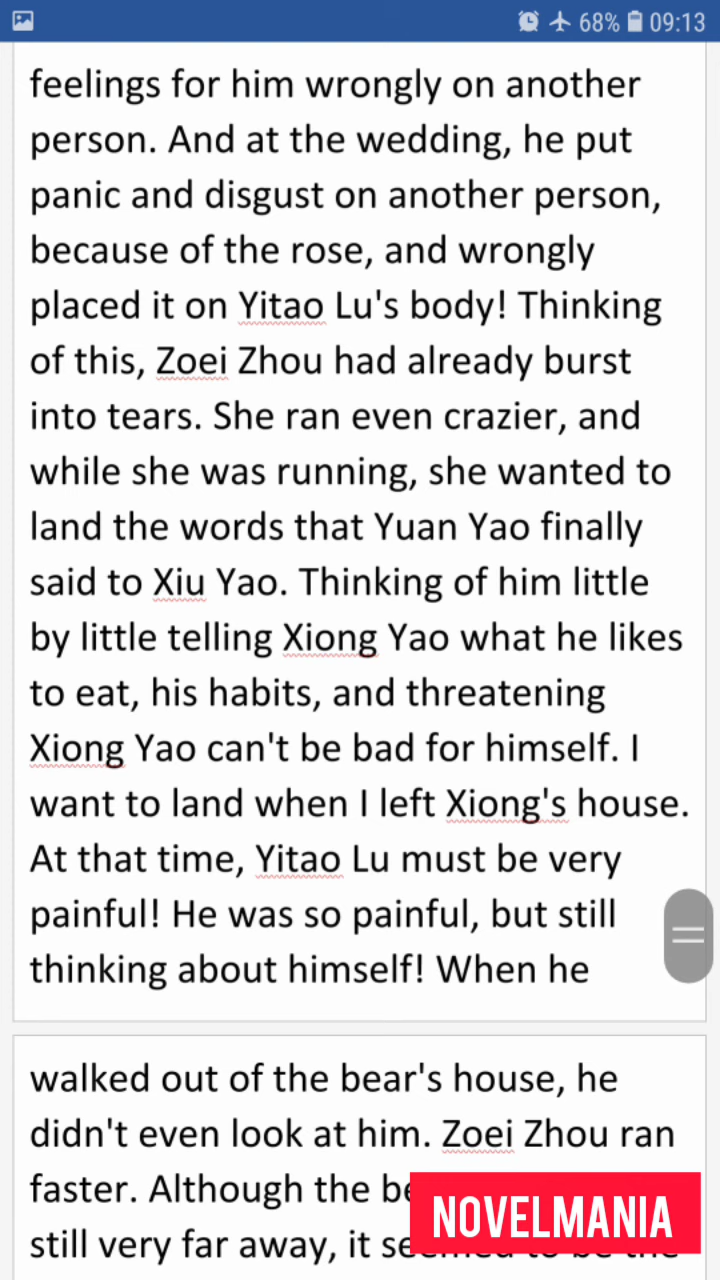 68% 09:13
feelings for him wrongly on another
person. And at the wedding, he put
panic and disgust on another person,
because of the rose, and wrongly
placed it on Yitao Lu's body! Thinking
of this, Zoei Zhou had already burst
into tears. She ran even crazier, and
while she was running, she wanted to
land the words that Yuan Yao finally
said to Xiu Yao. Thinking of him little
by little telling Xiong Yao what he likes
to eat, his habits, and threatening
Xiong Yao can't be bad for himself. I
want to land when I left Xiong's house.
At that time, Yitao Lu must be very
painful! He was so painful, but still
thinking about himself! When he
walked out of the bear's house, he
didn't even look at him. Zoei Zhou ran
faster. Although the
still very far away, it
NOVELMANIA